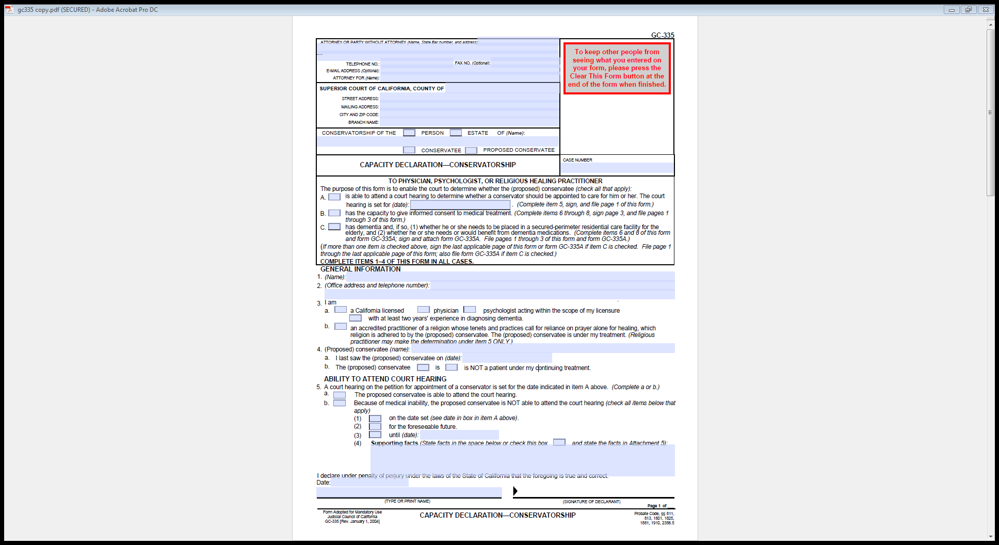 gc335 copy.pdf (SECURED) - Adobe Acrobat Pro DC
GC-335
ATTORNEY OR PARTY WITHOUT ATTORNEY (Name, State Bar number, and address):
To keep other people from
seeing what you entered on
your form, please press the
Clear This Form button at the
end of the form when finished.
TELEPHONE NO.: FAX NO. (Optional):
E-MAIL ADDRESS (Optional):
ATTORNEY FOR (Name):
SUPERIOR COURT OF CALIFORNIA, COUNTY OF
STREET ADDRESS:
MAILING ADDRESS:
CITY AND ZIP CODE:
BRANCH NAME:
CONSERVATORSHIP OF THE PERSON ESTATE OF (Name):
CONSERVATEE PROPOSED CONSERVATEE
CAPACITY DECLARATION—CONSERVATORSHIP
CASE NUMBER
TO PHYSICIAN, PSYCHOLOGIST, OR RELIGIOUS HEALING PRACTITIONER
The purpose of this form is to enable the court to determine whether the (proposed) conservatee (check all that apply):
A. is able to attend a court hearing to determine whether a conservator should be appointed to care for him or her. The court
hearing is set for (date): . (Complete item 5, sign, and file page 1 of this form.)
B. has the capacity to give informed consent to medical treatment. (Complete items 6 through 8, sign page 3, and file pages 1
through 3 of this form.)
C. has dementia and, if so, (1) whether he or she needs to be placed in a secured-perimeter residential care facility for the
elderly, and (2) whether he or she needs or would benefit from dementia medications. (Complete items 6 and 8 of this form
and form GC-335A; sign and attach form GC-335A. File pages 1 through 3 of this form and form GC-335A.)
(If more than one item is checked above, sign the last applicable page of this form or form GC-335A if item C is checked. File page 1
through the last applicable page of this form; also file form GC-335A if item C is checked.)
COMPLETE ITEMS 1–4 OF THIS FORM IN ALL CASES.
GENERAL INFORMATION
1. (Name):
2. (Office address and telephone number):
3. I am
a. a California licensed physician psychologist acting within the scope of my licensure
with at least two years' experience in diagnosing dementia.
b. an accredited practitioner of a religion whose tenets and practices call for reliance on prayer alone for healing, which
religion is adhered to by the (proposed) conservatee. The (proposed) conservatee is under my treatment. (Religious
practitioner may make the determination under item 5 ONLY.)
4. (Proposed) conservatee (name):
a. I last saw the (proposed) conservatee on (date):
b. The (proposed) conservatee is is NOT a patient under my continuing treatment.
ABILITY TO ATTEND COURT HEARING
5. A court hearing on the petition for appointment of a conservator is set for the date indicated in item A above. (Complete a or b.)
a. The proposed conservatee is able to attend the court hearing.
b. Because of medical inability, the proposed conservatee is NOT able to attend the court hearing (check all items below that
apply)
(1) on the date set (see date in box in item A above).
(2) for the foreseeable future.
(3) until (date):
(4) Supporting facts (State facts in the space below or check this box and state the facts in Attachment 5):
I declare under penalty of perjury under the laws of the State of California that the foregoing is true and correct.
Date:
(TYPE OR PRINT NAME) (SIGNATURE OF DECLARANT)
Page 1 of ___
Form Adopted for Mandatory Use
Judicial Council of California
GC-335 [Rev. January 1, 2004]
CAPACITY DECLARATION—CONSERVATORSHIP
Probate Code, §§ 811,
813, 1801, 1825,
1881, 1910, 2356.5